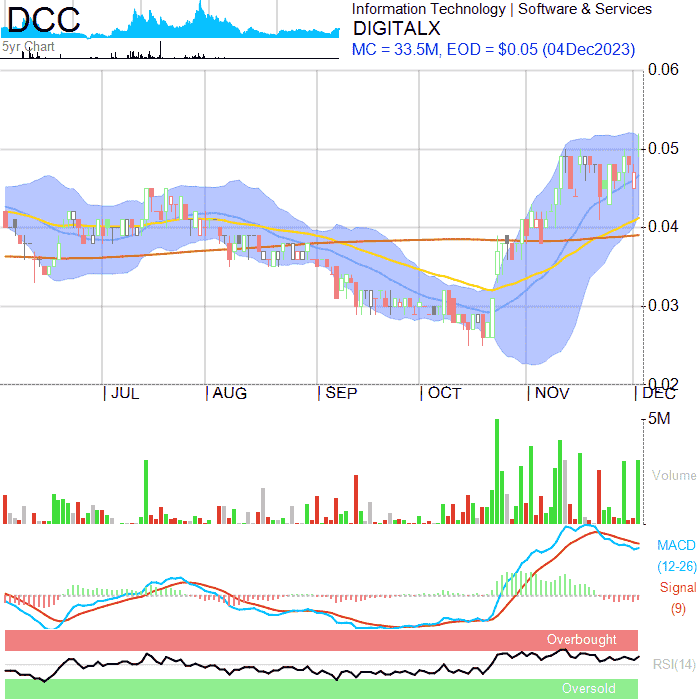 DCC
Information Technology | Software & Services
DIGITALX
5yr Chart
MC = 33.5M, EOD = $0.05 (04Dec2023)
0.06
0.05
0.04
0.03
0.02
JUL AUG SEP OCT NOV DEC
5M
Volume
MACD
(12-26)
Signal
(9)
Overbought
RSI(14)
Oversold